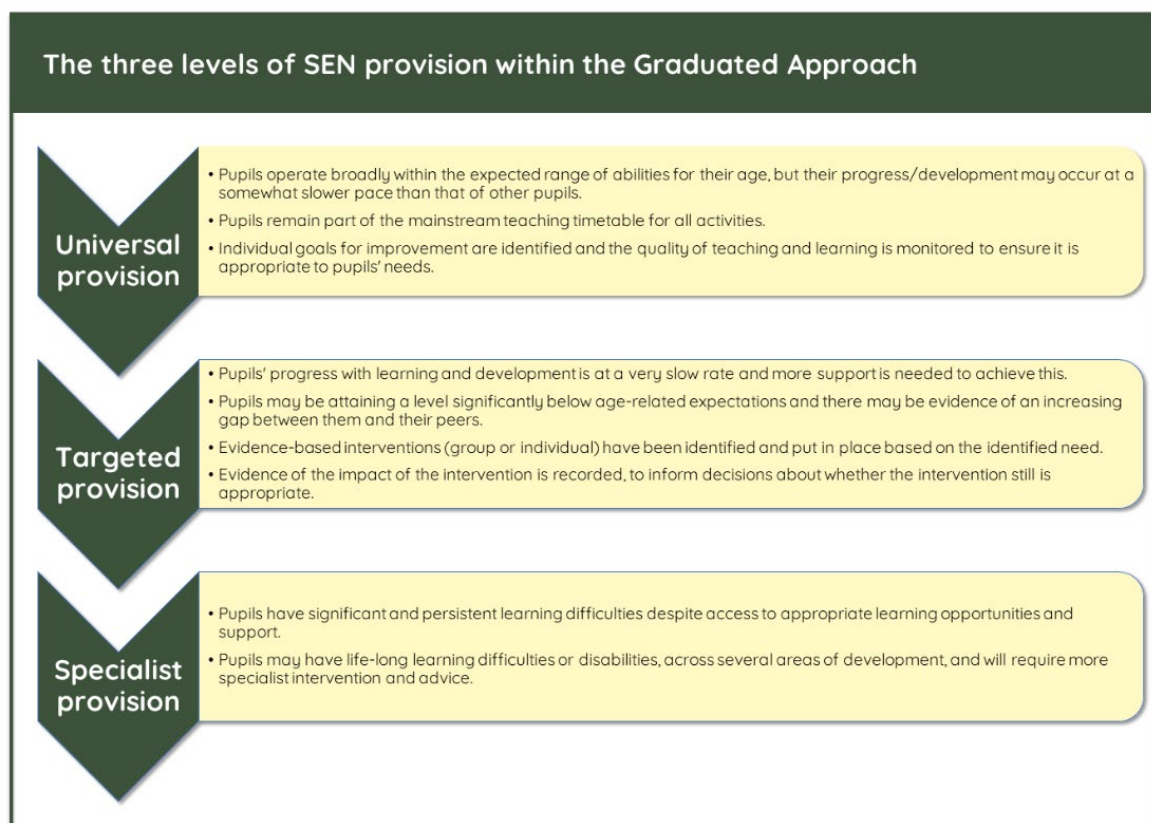 The three levels of SEN provision within the Graduated Approach
Universal
provision
• Pupils operate broadly within the expected range of abilities for their age, but their progress/development may occur at a
somewhat slower pace than that of other pupils.
• Pupils remain part of the mainstream teaching timetable for all activities.
• Individual goals for improvement are identified and the quality of teaching and learning is monitored to ensure it is
appropriate to pupils' needs.
Targeted
provision
• Pupils' progress with learning and development is at a very slow rate and more support is needed to achieve this.
• Pupils may be attaining a level significantly below age-related expectations and there may be evidence of an increasing
gap between them and their peers.
• Evidence-based interventions (group or individual) have been identified and put in place based on the identified need.
• Evidence of the impact of the intervention is recorded, to inform decisions about whether the intervention still is
appropriate.
Specialist
provision
• Pupils have significant and persistent learning difficulties despite access to appropriate learning opportunities and
support.
• Pupils may have life-long learning difficulties or disabilities, across several areas of development, and will require more
specialist intervention and advice.